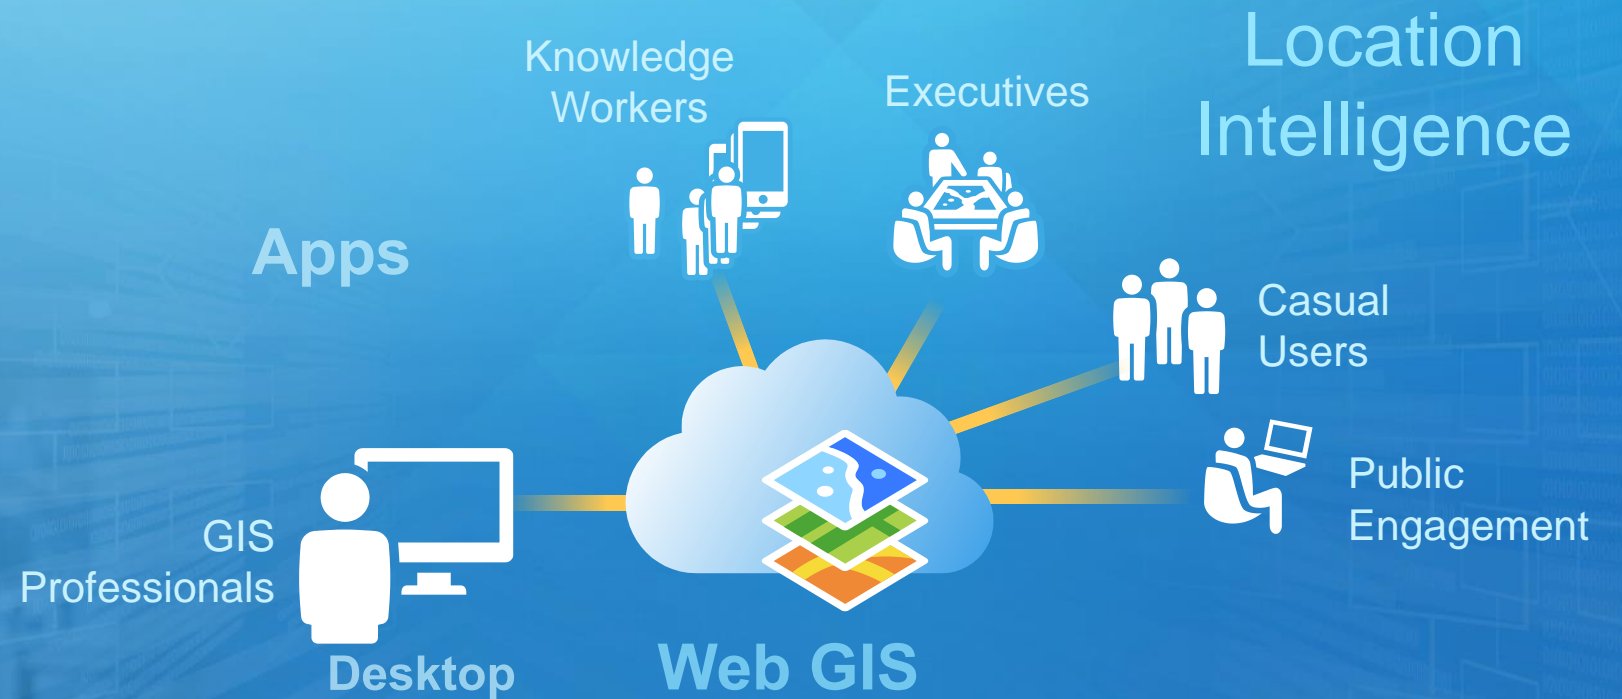 Location
Intelligence
Knowledge
Workers
Executives
Apps
Casual
Users
Public
Engagement
GIS
Professionals
Desktop
Web GIS